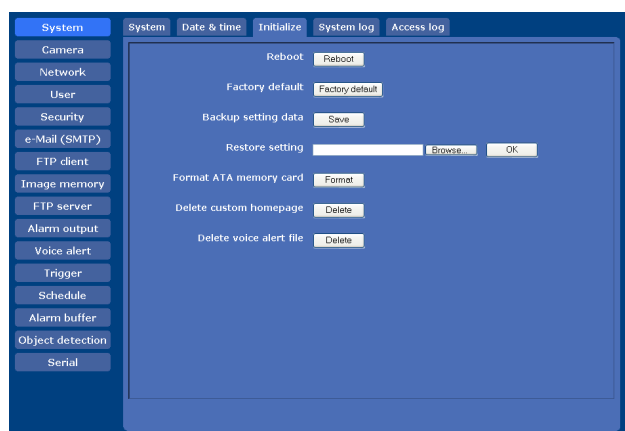 System
Camera
Network
User
Security
e-Mail (SMTP)
FTP client
Image memory
FTP server
Alarm output
Voice alert
Trigger
Schedule
Alarm buffer
Object detection
Serial
System Date & time Initialize System log Access log
Reboot Reboot
Factory default Factory default
Backup setting data Save
Restore setting Browse... OK
Format ATA memory card Format
Delete custom homepage Delete
Delete voice alert file Delete